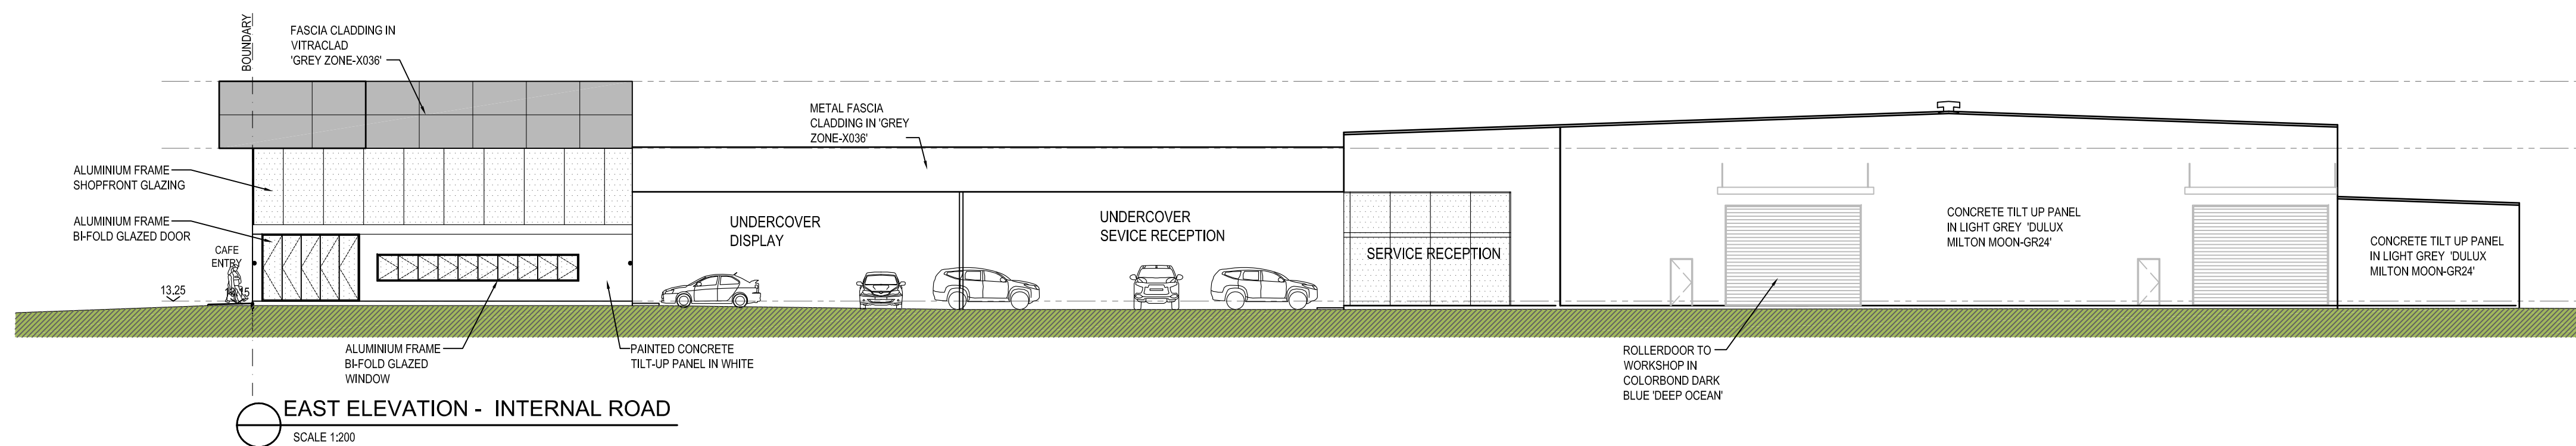 BOUNDARY
FASCIA CLADDING IN
VITRACLAD
'GREY ZONE-X036'
METAL FASCIA
CLADDING IN 'GREY
ZONE-X036'
ALUMINIUM FRAME
SHOPFRONT GLAZING
ALUMINIUM FRAME
BI-FOLD GLAZED DOOR
CAFE
ENTRY
13.25
UNDERCOVER
DISPLAY
UNDERCOVER
SEVICE RECEPTION
SERVICE RECEPTION
CONCRETE TILT UP PANEL
IN LIGHT GREY 'DULUX
MILTON MOON-GR24'
CONCRETE TILT UP PANEL
IN LIGHT GREY 'DULUX
MILTON MOON-GR24'
ALUMINIUM FRAME
BI-FOLD GLAZED
WINDOW
PAINTED CONCRETE
TILT-UP PANEL IN WHITE
ROLLERDOOR TO
WORKSHOP IN
COLORBOND DARK
BLUE 'DEEP OCEAN'
EAST ELEVATION - INTERNAL ROAD
SCALE 1:200